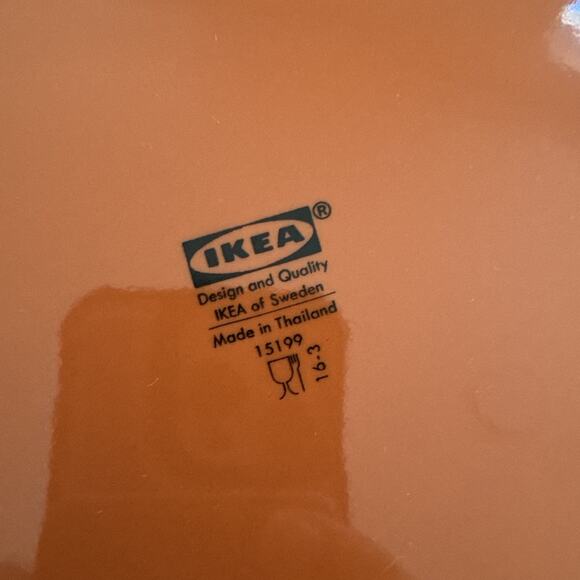 IKEA®
Design and Quality
IKEA of Sweden
Made in Thailand
15199
16-3